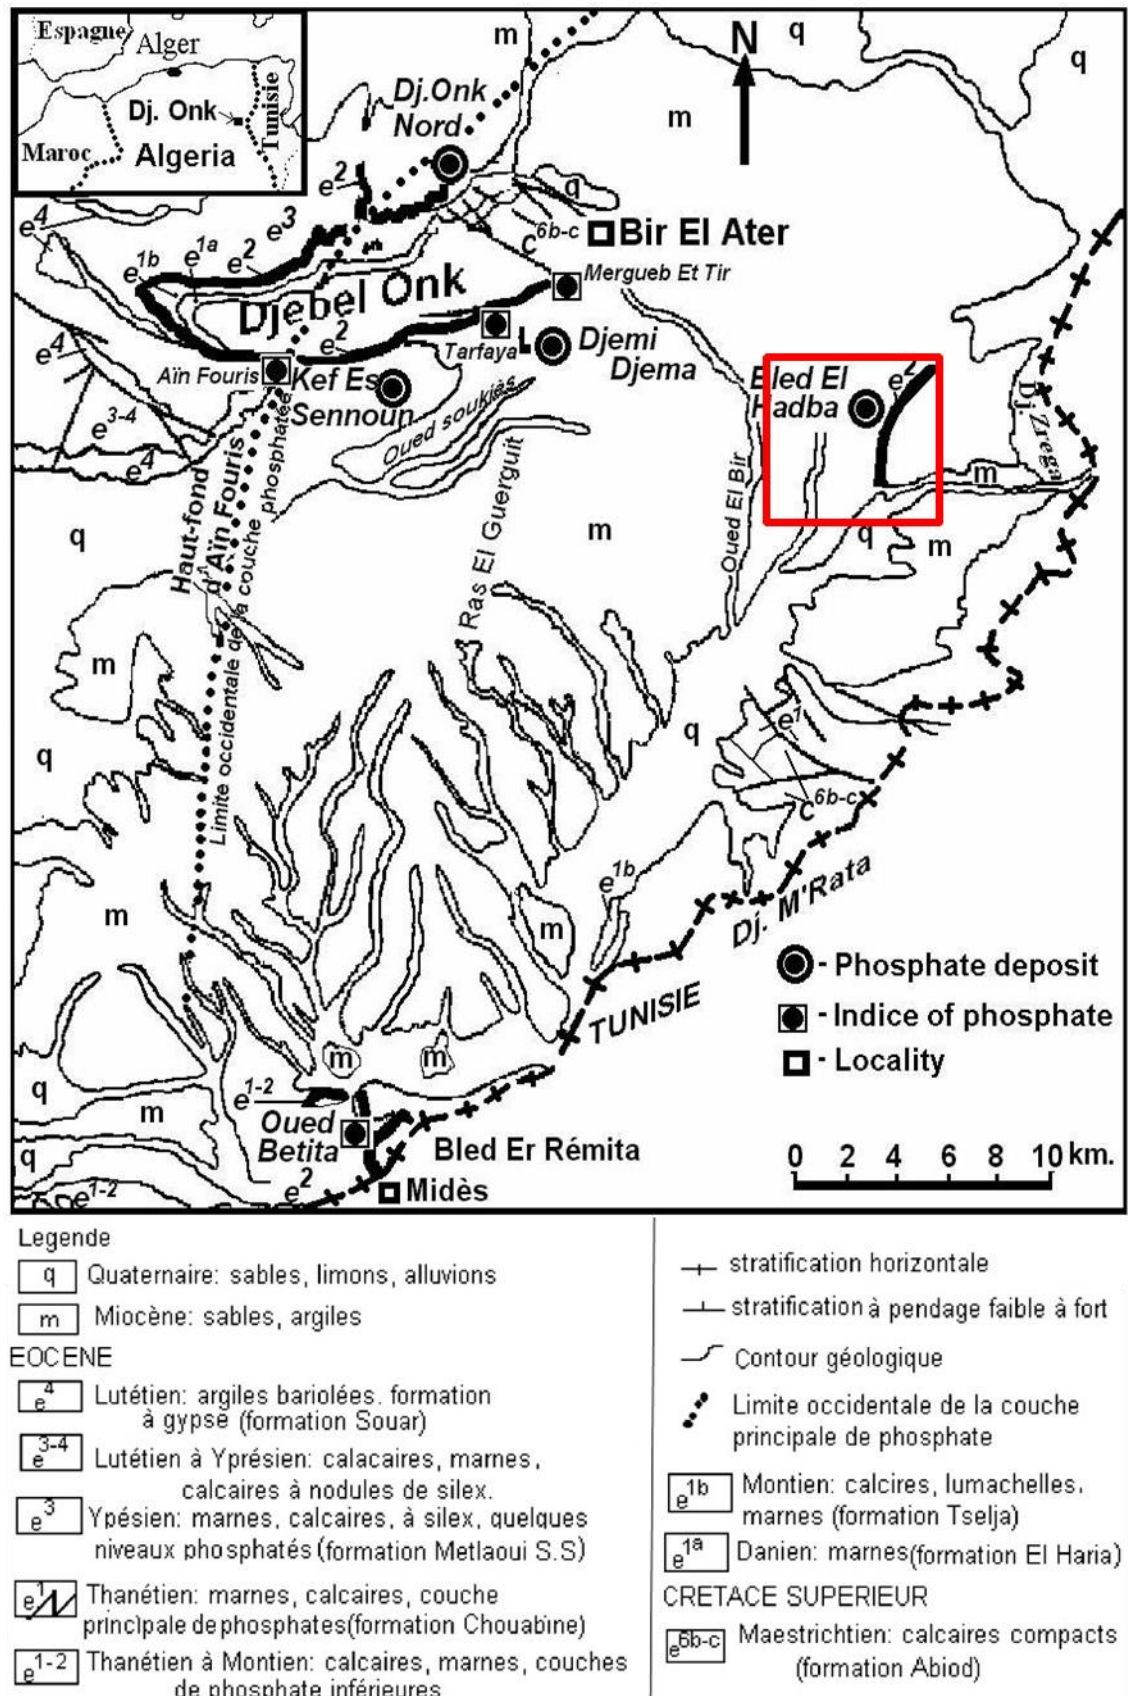 Espagne
Alger
Dj. Onk
Tunisie
Maroc
Algeria
m
N
q
q
Dj.Onk
Nord
m
e2
q
e4
e3
6b-c
c
Bir El Ater
e1b
e1a
e2
Mergueb Et Tir
Djebel Onk
e4
e2
Tarfaya
Djemi
Djema
Aïn Fouris
Kef Es
Sennoun
Bled El
Hadba
e2
Dj. Zrega
e3-4
Oued soukiès
e4
m
q
Haut-fond
d'Aïn Fouris
Limite occidentale de la couche phosphatée
Ras El Guerguit
m
Oued El Bir
q
m
m
q
q
e1
c6b-c
m
e1b
m
Dj. M'Rata
- Phosphate deposit
TUNISIE
- Indice of phosphate
m
m
- Locality
q
e1-2
m
Oued
Betita
Bled Er Rémita
q
0 2 4 6 8 10 km.
e1-2
e2
Midès
Legende
q Quaternaire: sables, limons, alluvions
m Miocène: sables, argiles
EOCENE
e4 Lutétien: argiles bariolées. formation
à gypse (formation Souar)
e3-4 Lutétien à Yprésien: calacaires, marnes,
calcaires à nodules de silex.
e3 Ypésien: marnes, calcaires, à silex, quelques
niveaux phosphatés (formation Metlaoui S.S)
e1 Thanétien: marnes, calcaires, couche
principale de phosphates(formation Chouabine)
e1-2 Thanétien à Montien: calcaires, marnes, couches
de phosphate inférieures
stratification horizontale
stratification à pendage faible à fort
Contour géologique
Limite occidentale de la couche
principale de phosphate
e1b Montien: calcires, lumachelles,
marnes (formation Tselja)
e1a Danien: marnes(formation El Haria)
CRETACE SUPERIEUR
e6b-c Maestrichtien: calcaires compacts
(formation Abiod)